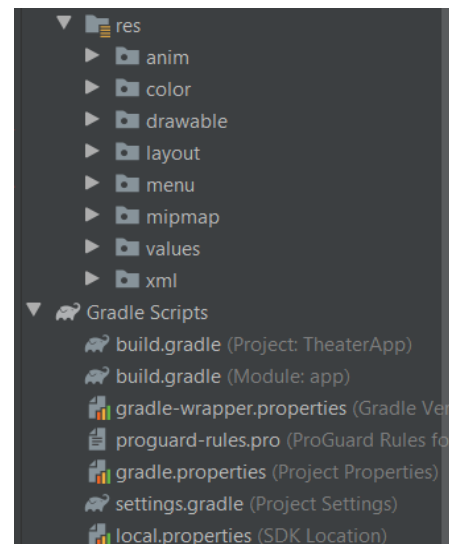 res
anim
color
drawable
layout
menu
mipmap
values
xml
Gradle Scripts
build.gradle (Project: TheaterApp)
build.gradle (Module: app)
gradle-wrapper.properties (Gradle Ver
proguard-rules.pro (ProGuard Rules fo
gradle.properties (Project Properties)
settings.gradle (Project Settings)
local.properties (SDK Location)